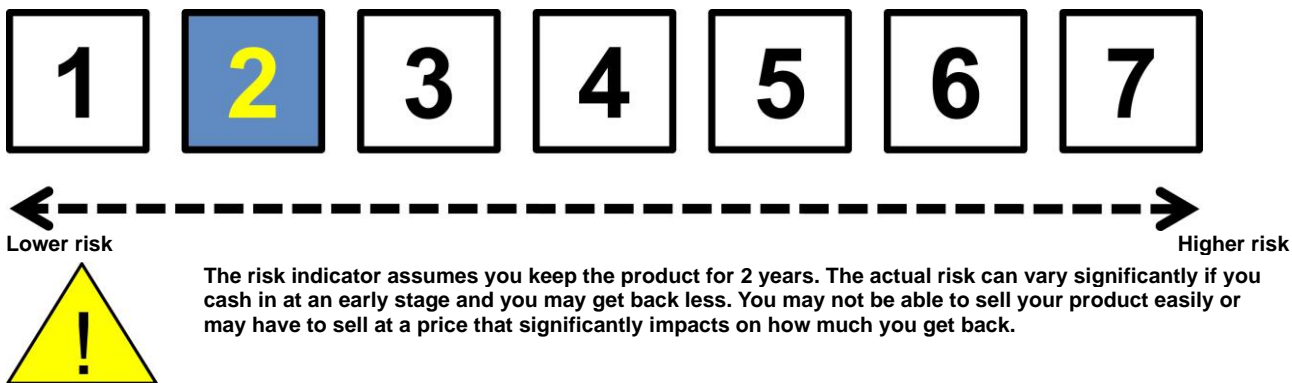 1 2 3 4 5 6 7
Lower risk Higher risk
The risk indicator assumes you keep the product for 2 years. The actual risk can vary significantly if you
cash in at an early stage and you may get back less. You may not be able to sell your product easily or
may have to sell at a price that significantly impacts on how much you get back.
!